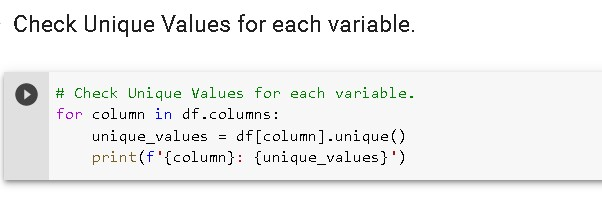 Check Unique Values for each variable.
# Check Unique Values for each variable.
for column in df.columns:
    unique_values = df[column].unique()
    print(f'{column}: {unique_values}')